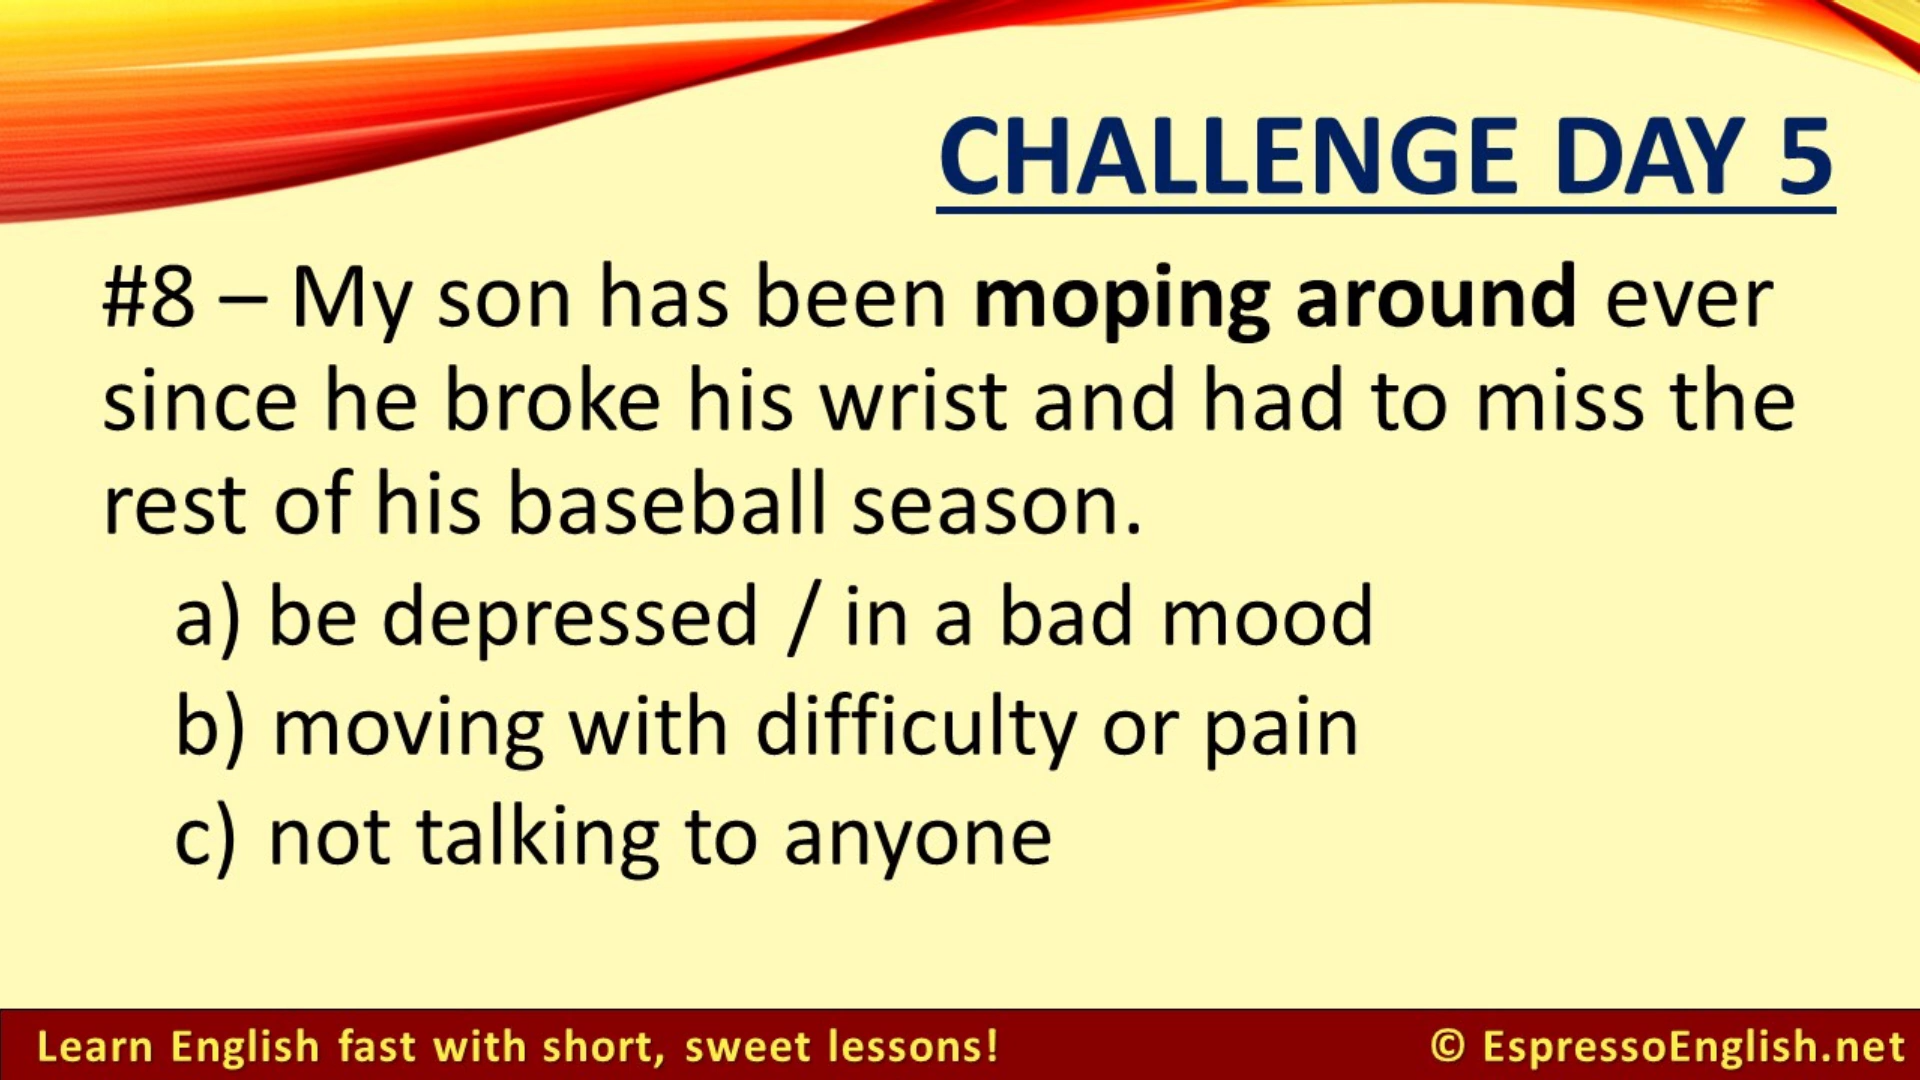 CHALLENGE DAY 5
#8 – My son has been moping around ever
since he broke his wrist and had to miss the
rest of his baseball season.
a) be depressed / in a bad mood
b) moving with difficulty or pain
c) not talking to anyone
Learn English fast with short, sweet lessons!
© EspressoEnglish.net